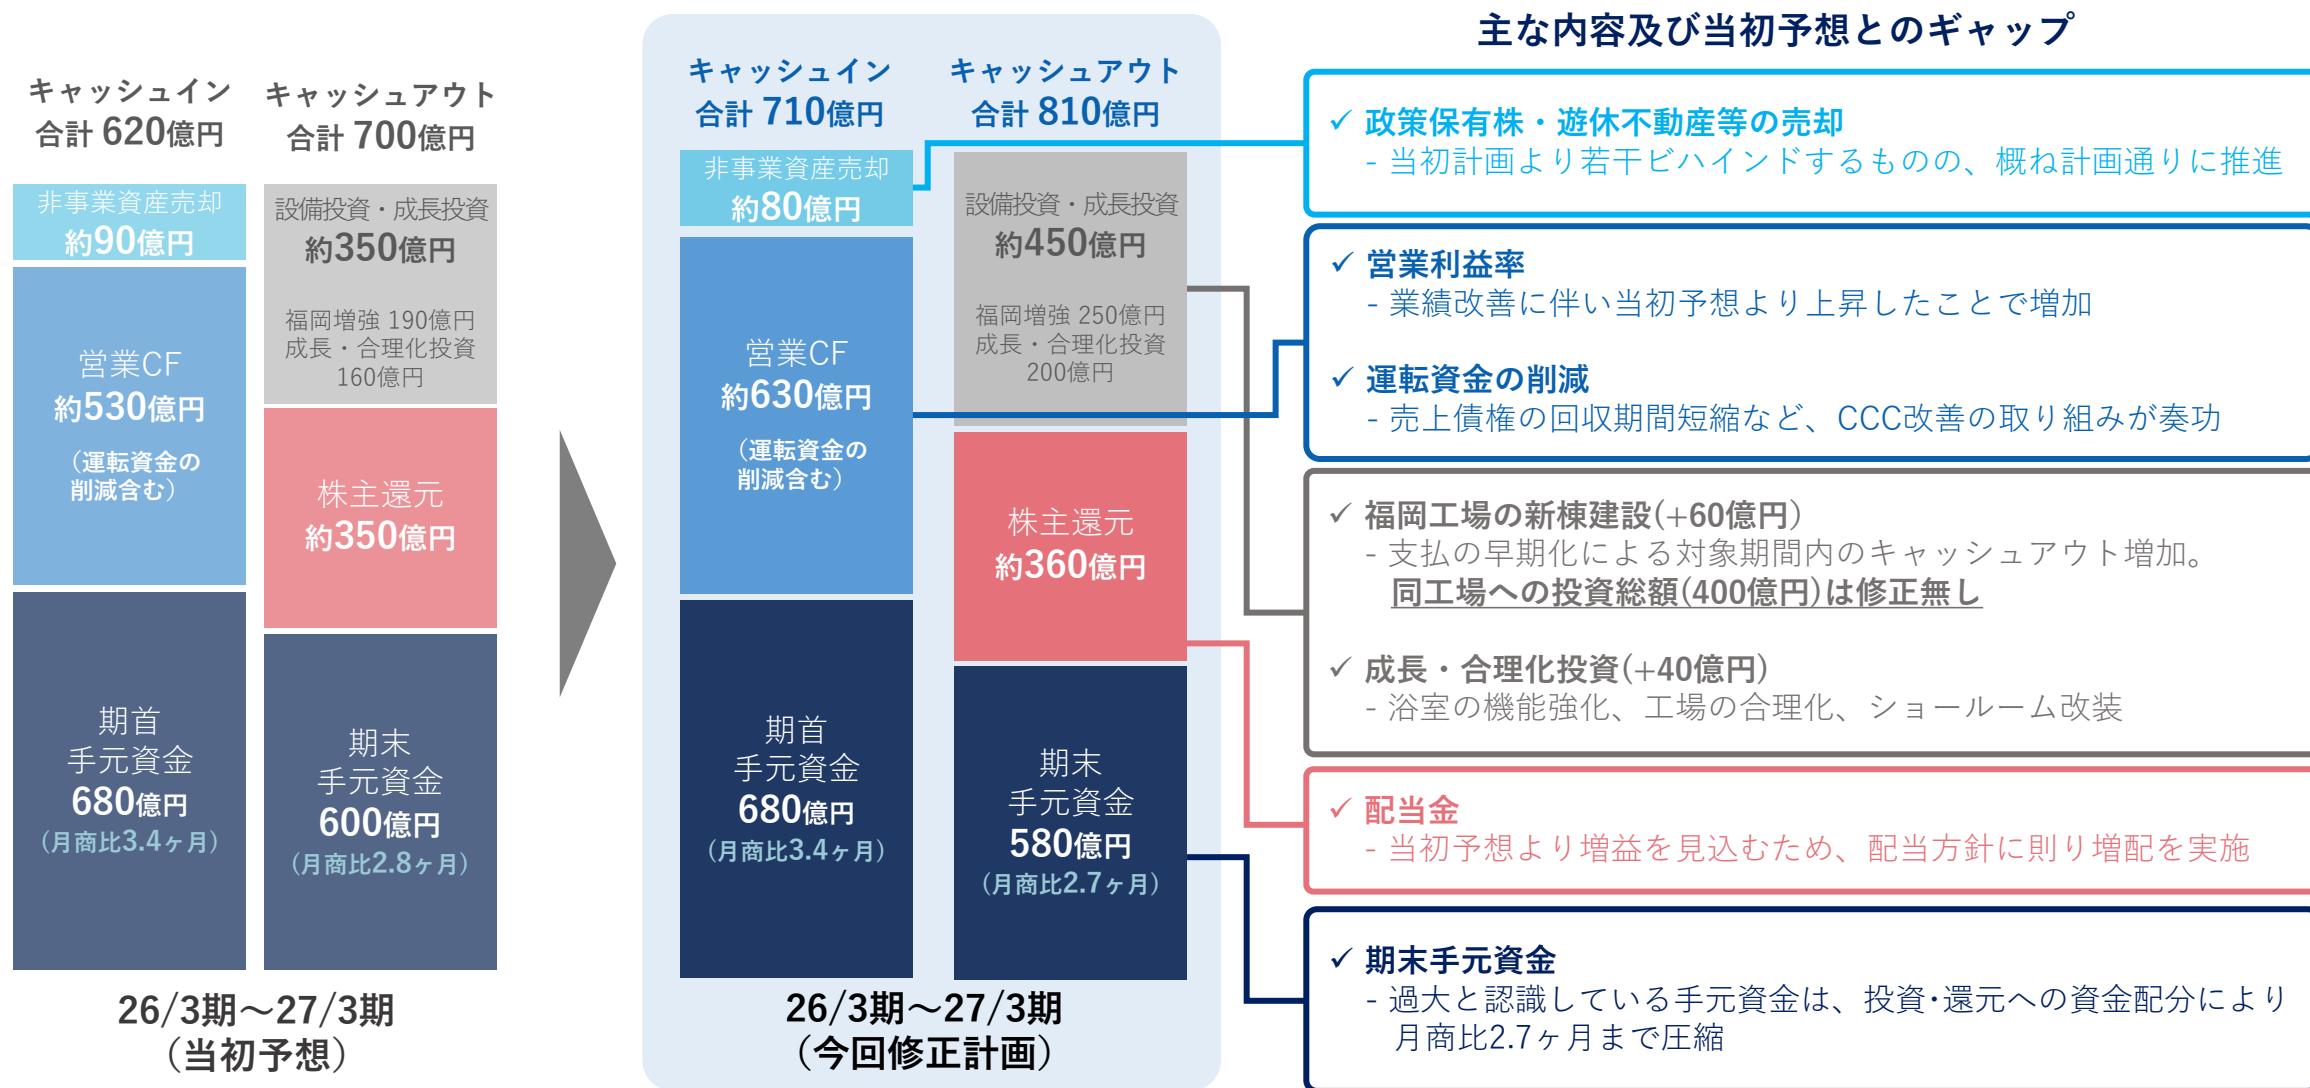 主な内容及び当初予想とのギャップ
キャッシュイン
合計 620億円
キャッシュアウト
合計 700億円
非事業資産売却
約90億円
営業CF
約530億円
（運転資金の
削減含む）
期首
手元資金
680億円
（月商比3.4ヶ月）
設備投資・成長投資
約350億円
福岡増強 190億円
成長・合理化投資
160億円
株主還元
約350億円
期末
手元資金
600億円
（月商比2.8ヶ月）
26/3期～27/3期
（当初予想）
キャッシュイン
合計 710億円
キャッシュアウト
合計 810億円
非事業資産売却
約80億円
営業CF
約630億円
（運転資金の
削減含む）
期首
手元資金
680億円
（月商比3.4ヶ月）
設備投資・成長投資
約450億円
福岡増強 250億円
成長・合理化投資
200億円
株主還元
約360億円
期末
手元資金
580億円
（月商比2.7ヶ月）
26/3期～27/3期
（今回修正計画）
✓ 政策保有株・遊休不動産等の売却
- 当初計画より若干ビハインドするものの、概ね計画通りに推進
✓ 営業利益率
- 業績改善に伴い当初予想より上昇したことで増加
✓ 運転資金の削減
- 売上債権の回収期間短縮など、CCC改善の取り組みが奏功
✓ 福岡工場の新棟建設(+60億円)
- 支払の早期化による対象期間内のキャッシュアウト増加。
同工場への投資総額(400億円)は修正無し
✓ 成長・合理化投資(+40億円)
- 浴室の機能強化、工場の合理化、ショールーム改装
✓ 配当金
- 当初予想より増益を見込むため、配当方針に則り増配を実施
✓ 期末手元資金
- 過大と認識している手元資金は、投資・還元への資金配分により
月商比2.7ヶ月まで圧縮